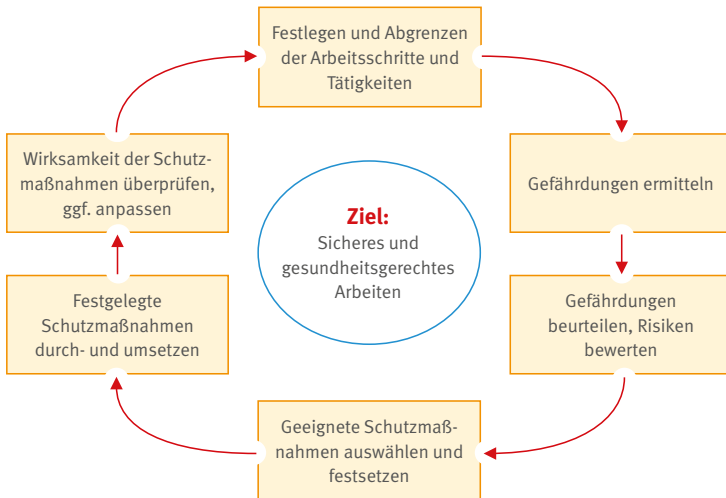 Festlegen und Abgrenzen
der Arbeitsschritte und
Tätigkeiten
Gefährdungen ermitteln
Gefährdungen
beurteilen, Risiken
bewerten
Geeignete Schutzmaß-
nahmen auswählen und
festsetzen
Festgelegte
Schutzmaßnahmen
durch- und umsetzen
Wirksamkeit der Schutz-
maßnahmen überprüfen,
ggf. anpassen
Ziel:
Sicheres und
gesundheitsgerechtes
Arbeiten